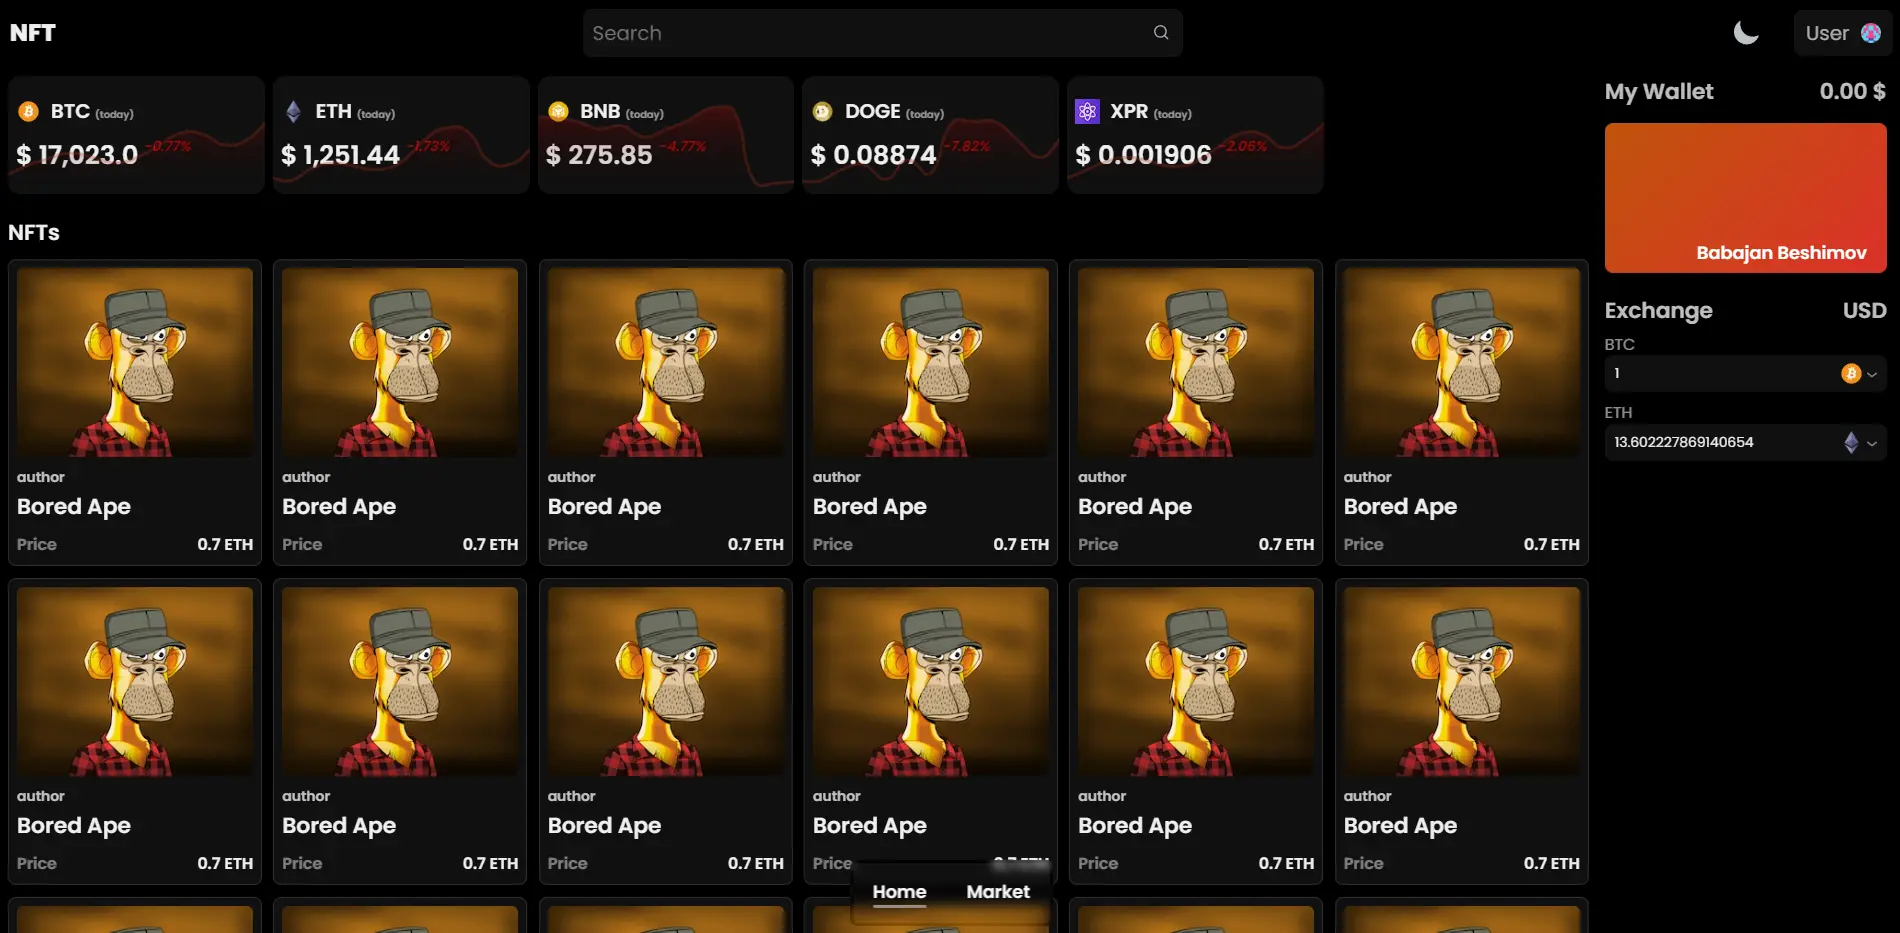 NFT
Search
User
BTC (today)
$ 17,023.0 -0.77%
ETH (today)
$ 1,251.44 -1.73%
BNB (today)
$ 275.85 -4.77%
DOGE (today)
$ 0.08874 -7.82%
XPR (today)
$ 0.001906 -2.06%
My Wallet 0.00 $
Babajan Beshimov
Exchange USD
BTC
1
ETH
13.602227869140654
NFTs
author
Bored Ape
Price 0.7 ETH
author
Bored Ape
Price 0.7 ETH
author
Bored Ape
Price 0.7 ETH
author
Bored Ape
Price 0.7 ETH
author
Bored Ape
Price 0.7 ETH
author
Bored Ape
Price 0.7 ETH
author
Bored Ape
Price 0.7 ETH
author
Bored Ape
Price 0.7 ETH
author
Bored Ape
Price 0.7 ETH
author
Bored Ape
Price
author
Bored Ape
Price 0.7 ETH
author
Bored Ape
Price 0.7 ETH
Home Market